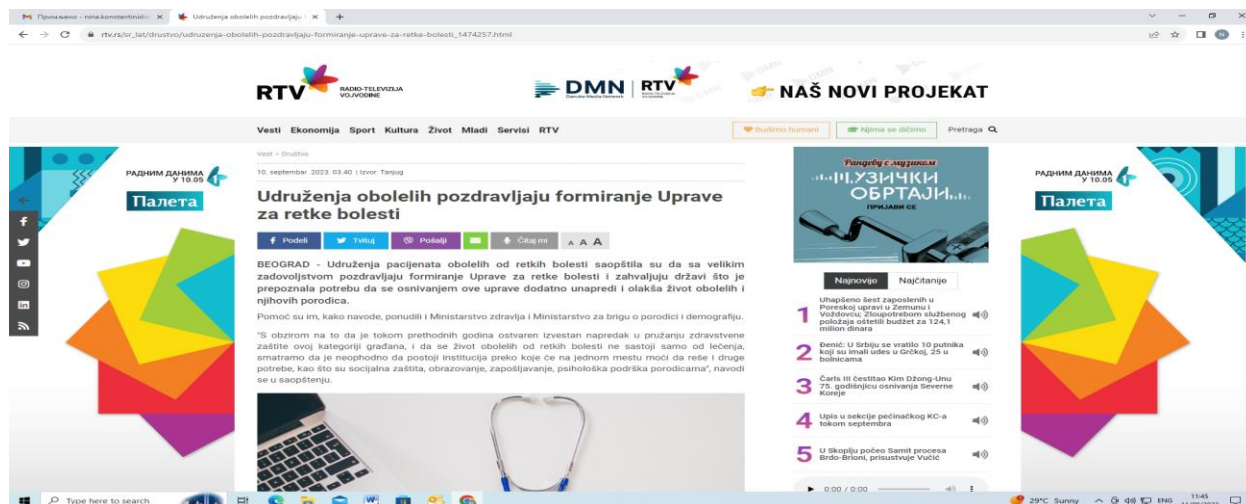 Примљено - nina.konstantinidi
Udruženja obolelih pozdravljaju
rtv.rs/sr_lat/drustvo/udruzenja-obolelih-pozdravljaju-formiranje-uprave-za-retke-bolesti_1474257.html
RTV RADIO-TELEVIZIJA
VOJVODINE
DMN RTV
NAŠ NOVI PROJEKAT
Vesti Ekonomija Sport Kultura Život Mladi Servisi RTV
Budimo humani
Njima se dičimo
Pretraga
РАДНИМ ДАНИМА
У 10.05
Палета
Vesti > Društvo
10. septembar 2023. 03.40 | Izvor: Tanjug
Udruženja obolelih pozdravljaju formiranje Uprave
za retke bolesti
Podeli Tvituj Pošalji Čitaj mi A A A
BEOGRAD - Udruženja pacijenata obolelih od retkih bolesti saopštila su da sa velikim
zadovoljstvom pozdravljaju formiranje Uprave za retke bolesti i zahvaljuju državi što je
prepoznala potrebu da se osnivanjem ove uprave dodatno unapredi i olakša život obolelih i
njihovih porodica.
Pomoć su im, kako navode, ponudili i Ministarstvo zdravlja i Ministarstvo za brigu o porodici i demografiju.
"S obzirom na to da je tokom prethodnih godina ostvaren izvestan napredak u pružanju zdravstvene
zaštite ovoj kategoriji građana, i da se život obolelih od retkih bolesti ne sastoji samo od lečenja,
smatramo da je neophodno da postoji institucija preko koje će na jednom mestu moći da reše i druge
potrebe, kao što su socijalna zaštita, obrazovanje, zapošljavanje, psihološka podrška porodicama", navodi
se u saopštenju.
Рандеву с музиком
УЗИЧКИ
ОБРТАЈИ
ПРИЈАВИ СЕ
Najnovije Najčitanije
1 Uhapšeno šest zaposlenih u
Poreskoj upravi u Zemunu i
Voždovcu; Zloupotrebom službenog
položaja oštetili budžet za 124,1
milion dinara
2 Đenić: U Srbiju se vratilo 10 putnika
koji su imali udes u Grčkoj, 25 u
bolnicama
3 Čarls III čestitao Kim Džong-Unu
75. godišnjicu osnivanja Severne
Koreje
4 Upis u sekcije pećinačkog KC-a
tokom septembra
5 U Skoplju počeo Samit procesa
Brdo-Brioni, prisustvuje Vučić
0:00 / 0:00
РАДНИМ ДАНИМА
У 10.05
Палета
Type here to search
29°C Sunny
ENG
11:45